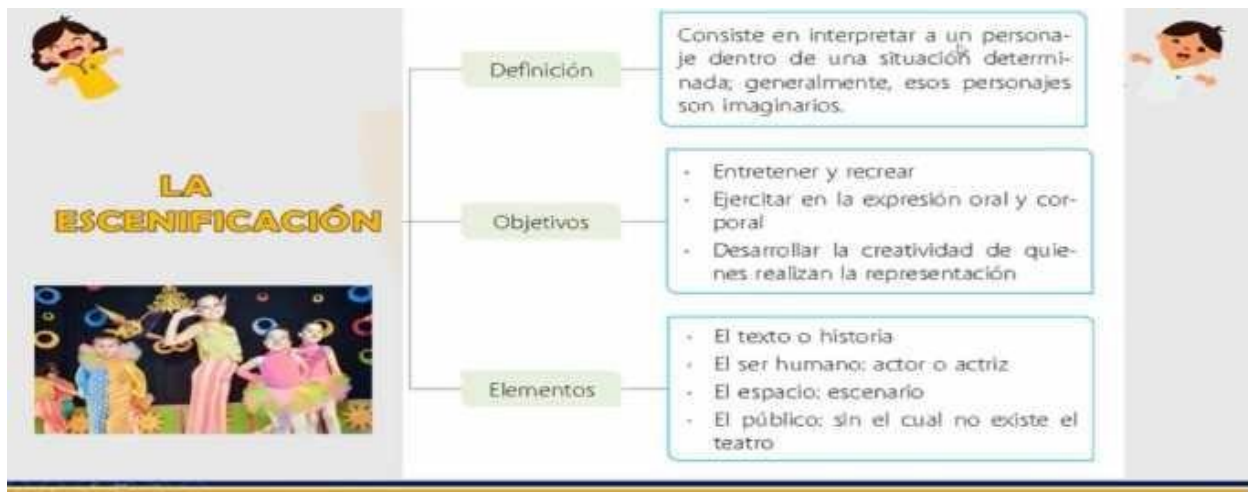 LA
ESCENIFICACIÓN
Definición
Consiste en interpretar a un persona-
je dentro de una situación determi-
nada; generalmente, esos personajes
son imaginarios.
Objetivos
- Entretener y recrear
- Ejercitar en la expresión oral y cor-
poral
- Desarrollar la creatividad de quie-
nes realizan la representación
Elementos
- El texto o historia
- El ser humano: actor o actriz
- El espacio: escenario
- El público: sin el cual no existe el
teatro